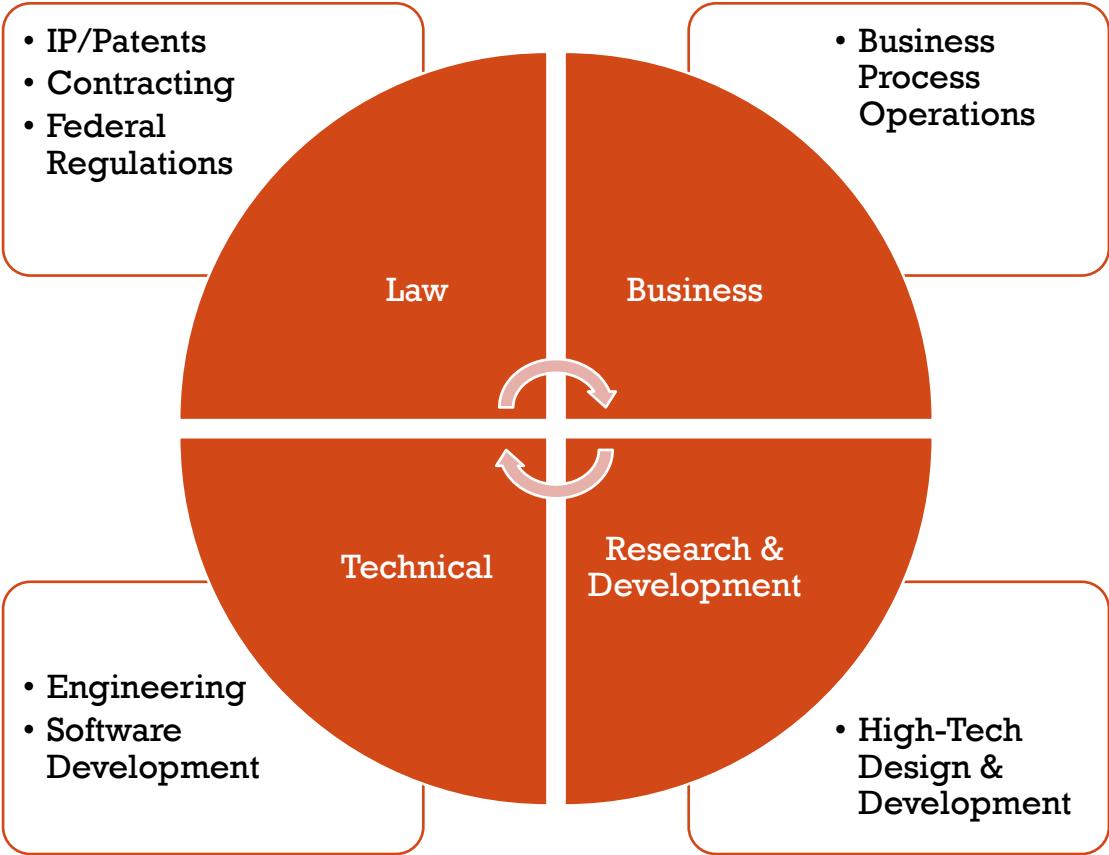 • IP/Patents
• Contracting
• Federal
Regulations
• Business
Process
Operations
Law
Business
Technical
Research &
Development
• Engineering
• Software
Development
• High-Tech
Design &
Development